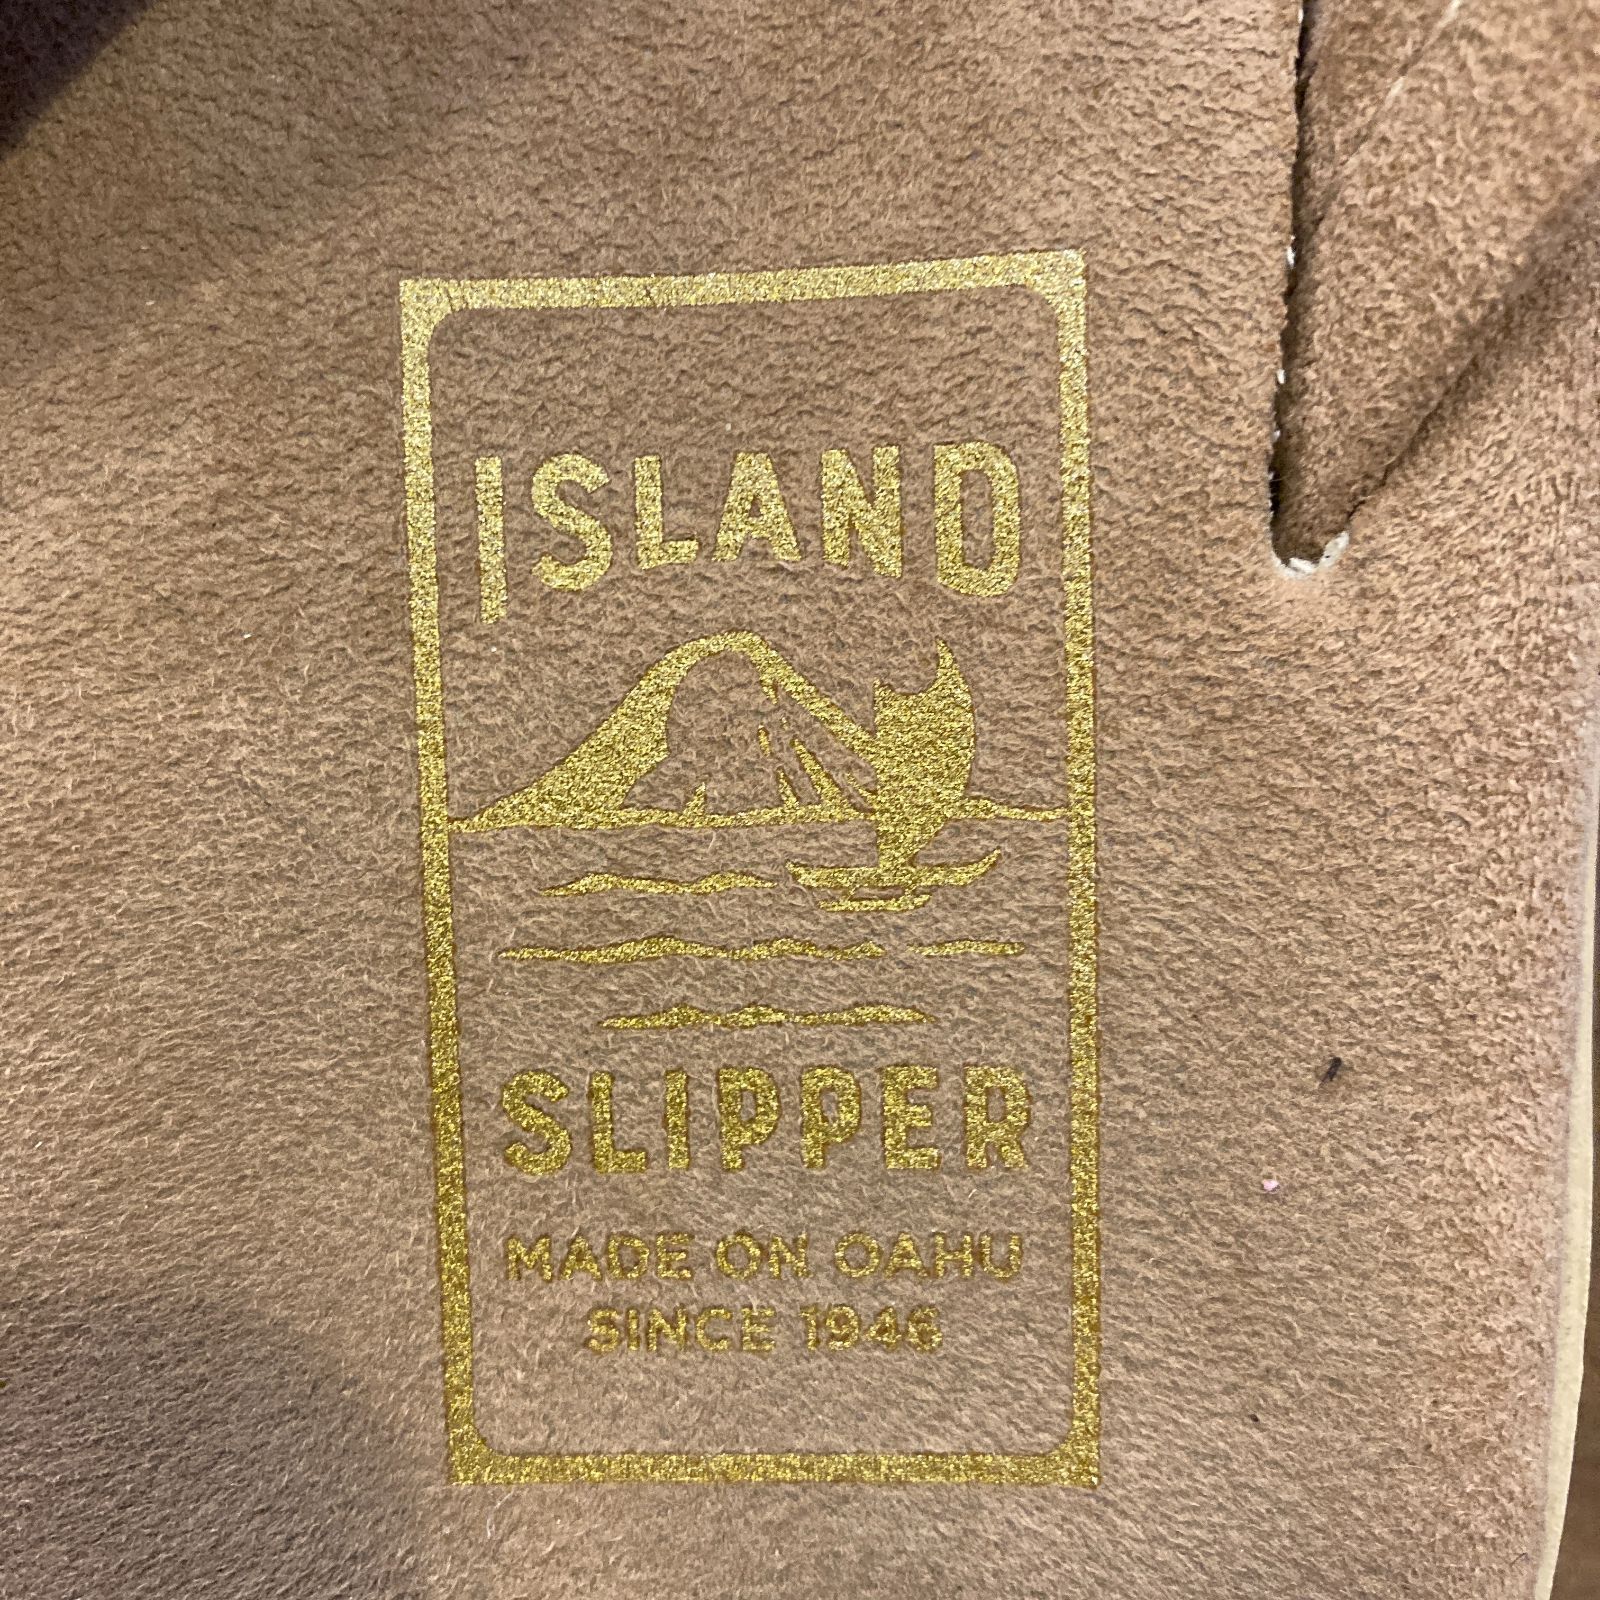 ISLAND
SLIPPER
MADE ON OAHU
SINCE 1946